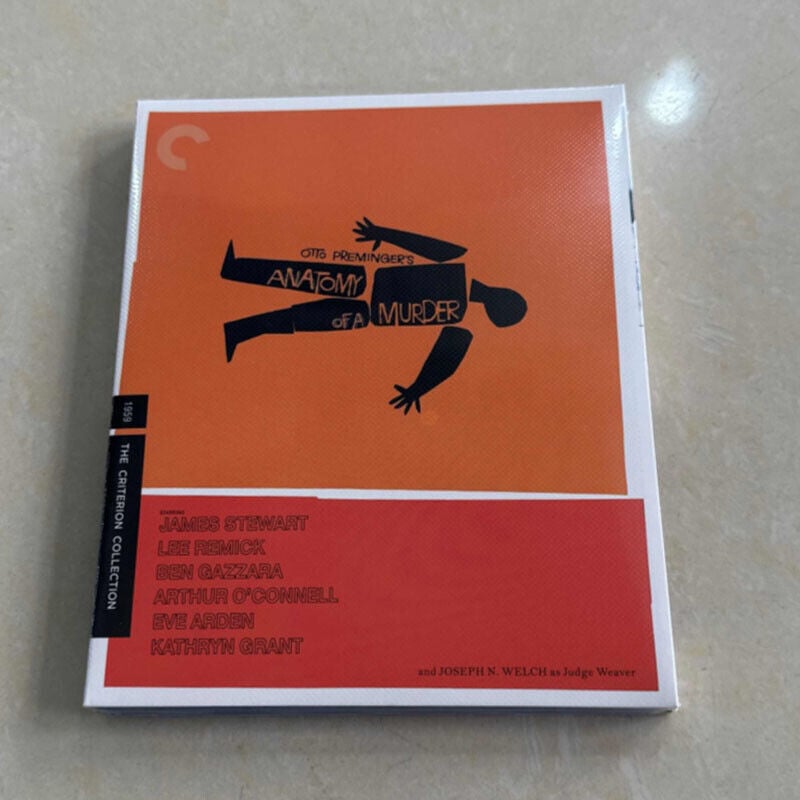 OTTO PREMINGER'S
ANATOMY
OF A MURDER
1959
THE CRITERION COLLECTION
STARRING
JAMES STEWART
LEE REMICK
BEN GAZZARA
ARTHUR O'CONNELL
EVE ARDEN
KATHRYN GRANT
and JOSEPH N. WELCH as Judge Weaver